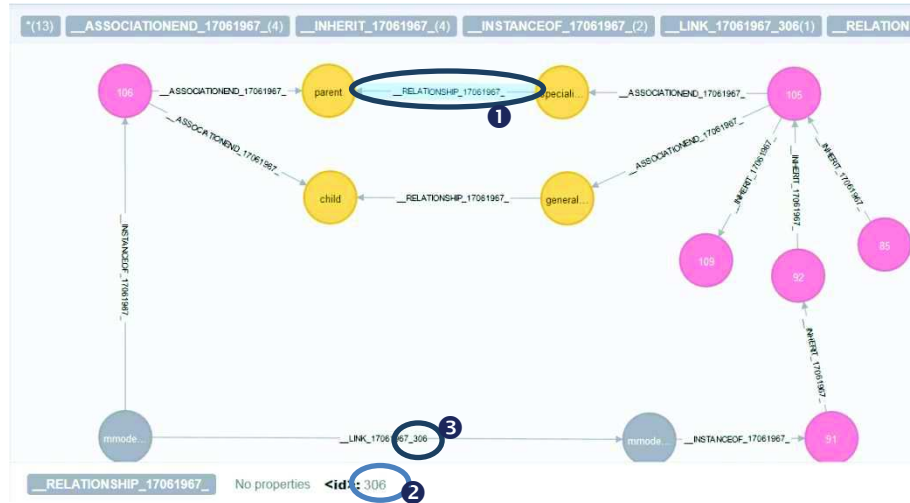 *(13) __ASSOCIATIONEND_17061967_(4) __INHERIT_17061967_(4) __INSTANCEOF_17061967_(2) __LINK_17061967_306(1) __RELATION
106 __ASSOCIATIONEND_17061967_ parent __RELATIONSHIP_17061967_ speciali... __ASSOCIATIONEND_17061967_ 105
1
__ASSOCIATIONEND_17061967_
__ASSOCIATIONEND_17061967_
child __RELATIONSHIP_17061967_ general...
__INHERIT_17061967_
__INHERIT_17061967_
__INHERIT_17061967_
__INSTANCEOF_17061967_
109 92 85
__INHERIT_17061967_
3
mmode... __LINK_17061967_306 mmode... __INSTANCEOF_17061967_ 91
__RELATIONSHIP_17061967_ No properties <id>: 306
2